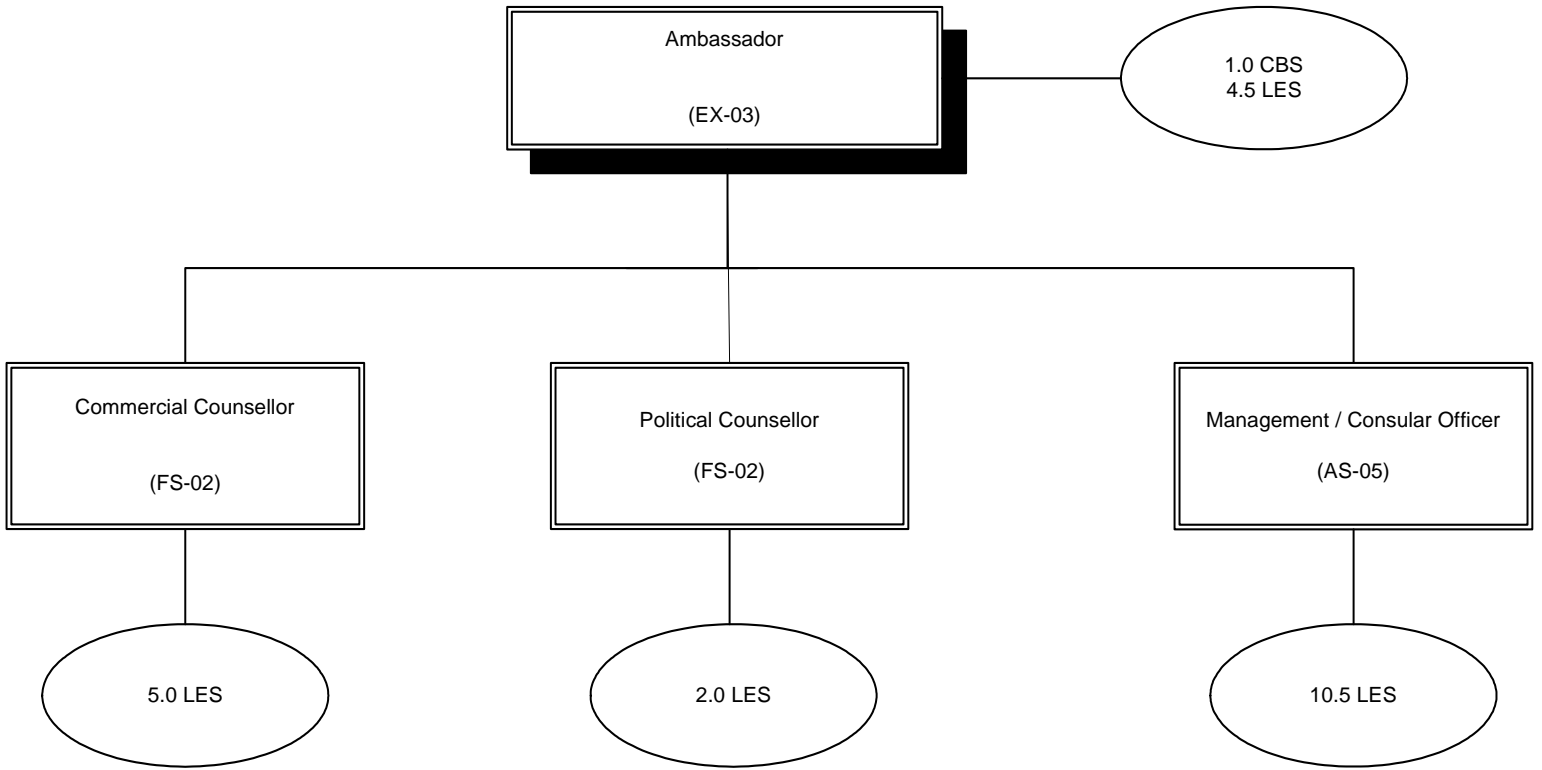 Ambassador
(EX-03)
1.0 CBS
4.5 LES
Commercial Counsellor
(FS-02)
Political Counsellor
(FS-02)
Management / Consular Officer
(AS-05)
5.0 LES
2.0 LES
10.5 LES